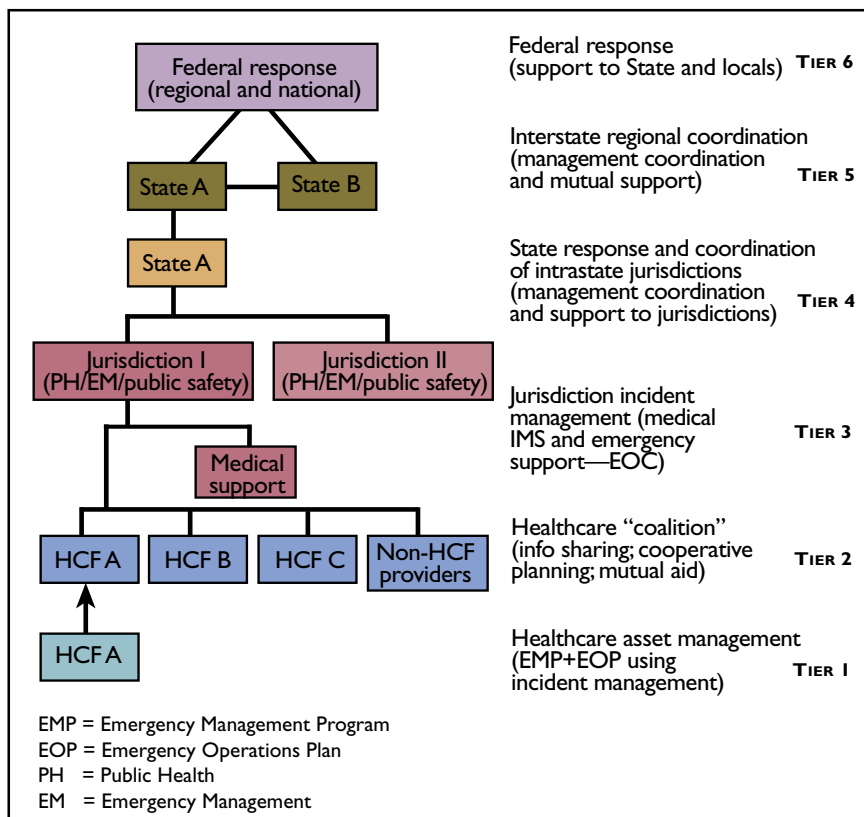 Federal response
(regional and national)
Federal response
(support to State and locals)
TIER 6
State A
State B
Interstate regional coordination
(management coordination
and mutual support)
TIER 5
State A
State response and coordination
of intrastate jurisdictions
(management coordination
and support to jurisdictions)
TIER 4
Jurisdiction I
(PH/EM/public safety)
Jurisdiction II
(PH/EM/public safety)
Medical
support
Jurisdiction incident
management (medical
IMS and emergency
support—EOC)
TIER 3
HCF A
HCF B
HCF C
Non-HCF
providers
Healthcare “coalition”
(info sharing; cooperative
planning; mutual aid)
TIER 2
HCF A
Healthcare asset management
(EMP+EOP using
incident management)
TIER 1
EMP = Emergency Management Program
EOP = Emergency Operations Plan
PH = Public Health
EM = Emergency Management